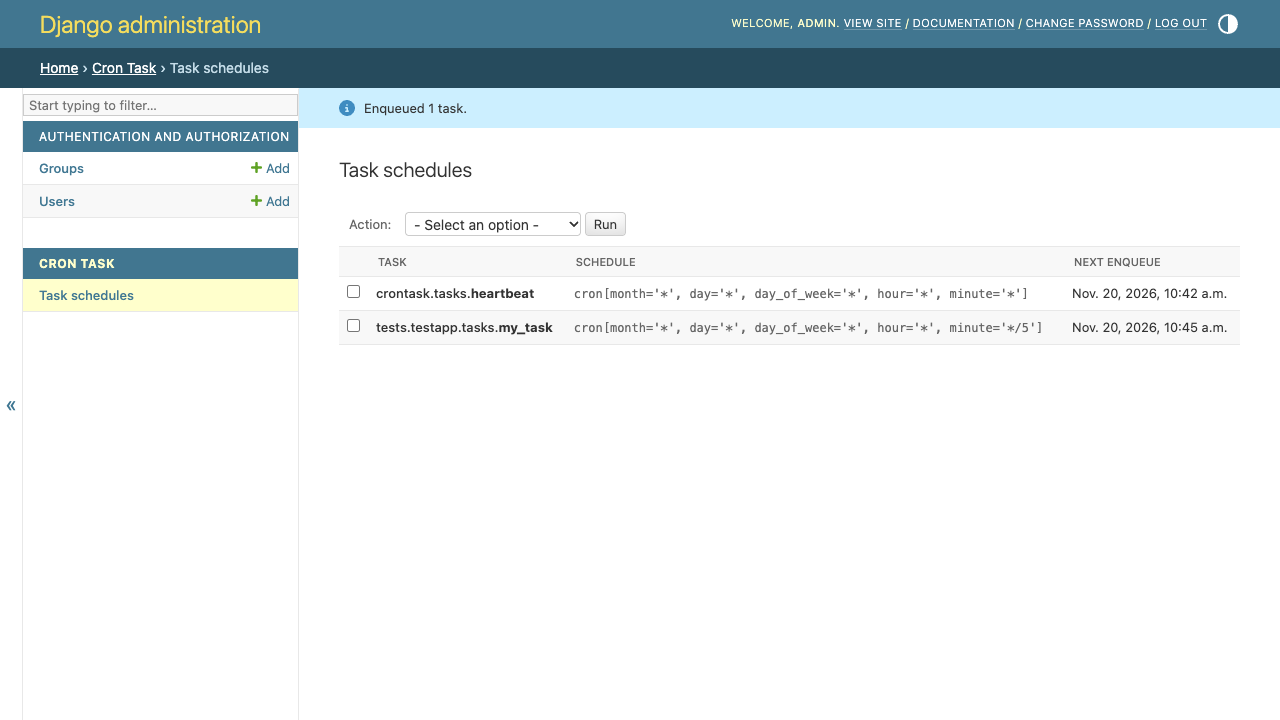 Django administration
WELCOME, ADMIN. VIEW SITE / DOCUMENTATION / CHANGE PASSWORD / LOG OUT
Home › Cron Task › Task schedules
Start typing to filter...
AUTHENTICATION AND AUTHORIZATION
Groups + Add
Users + Add
CRON TASK
Task schedules
«
Enqueued 1 task.
Task schedules
Action: - Select an option - Run
TASK SCHEDULE NEXT ENQUEUE
crontask.tasks.heartbeat cron[month='*', day='*', day_of_week='*', hour='*', minute='*'] Nov. 20, 2026, 10:42 a.m.
tests.testapp.tasks.my_task cron[month='*', day='*', day_of_week='*', hour='*', minute='*/5'] Nov. 20, 2026, 10:45 a.m.